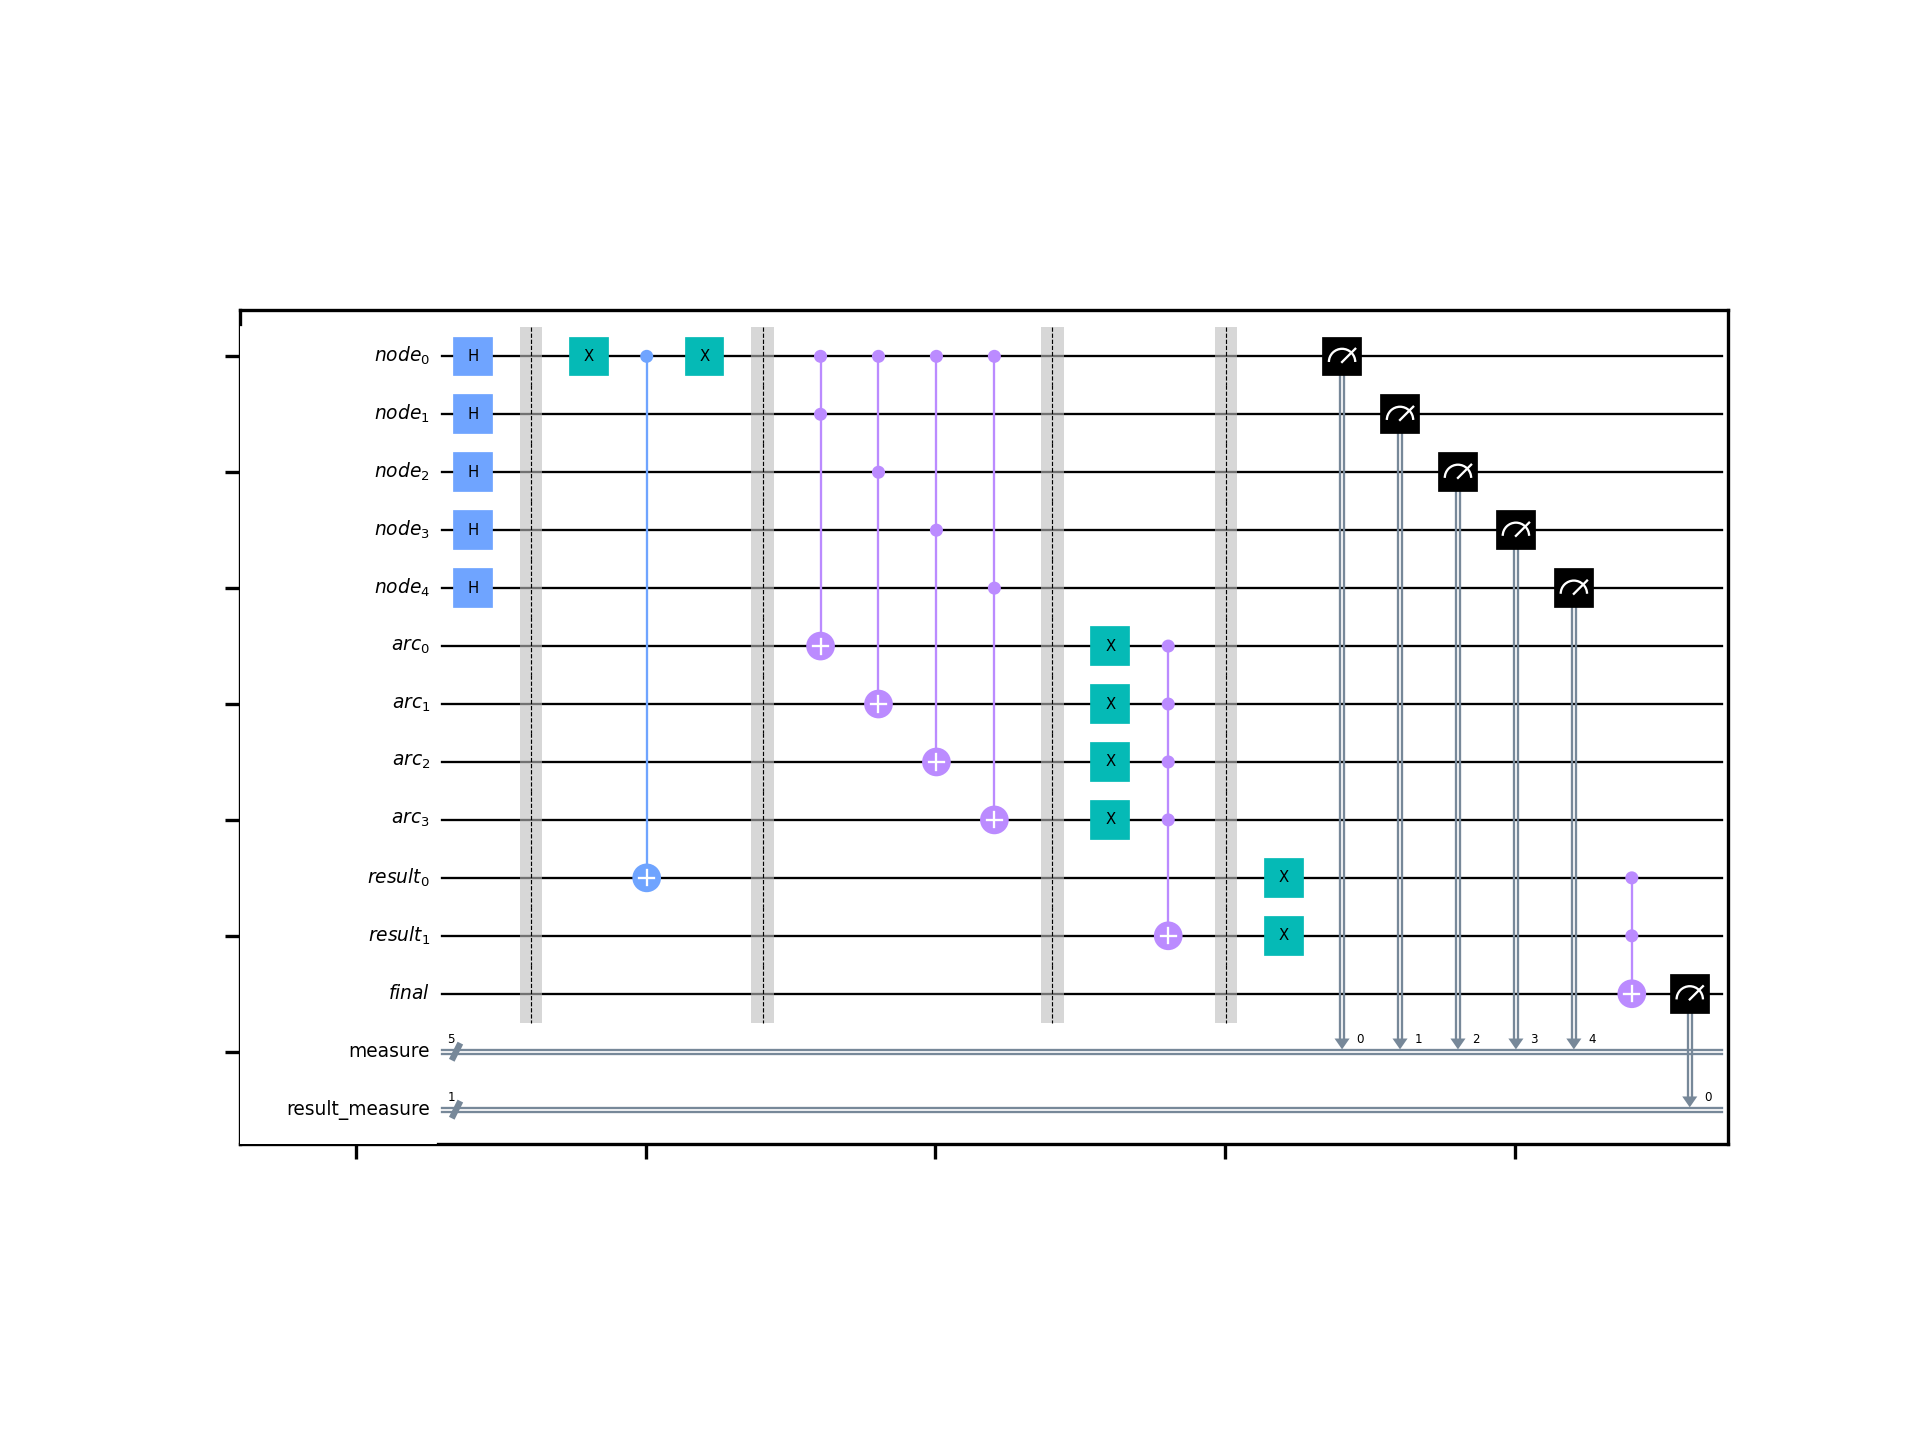 node0 H X X
node1 H
node2 H
node3 H
node4 H
arc0 X
arc1 X
arc2 X
arc3 X
result0 X
result1 X
final
measure 5 0 1 2 3 4
result_measure 1 0